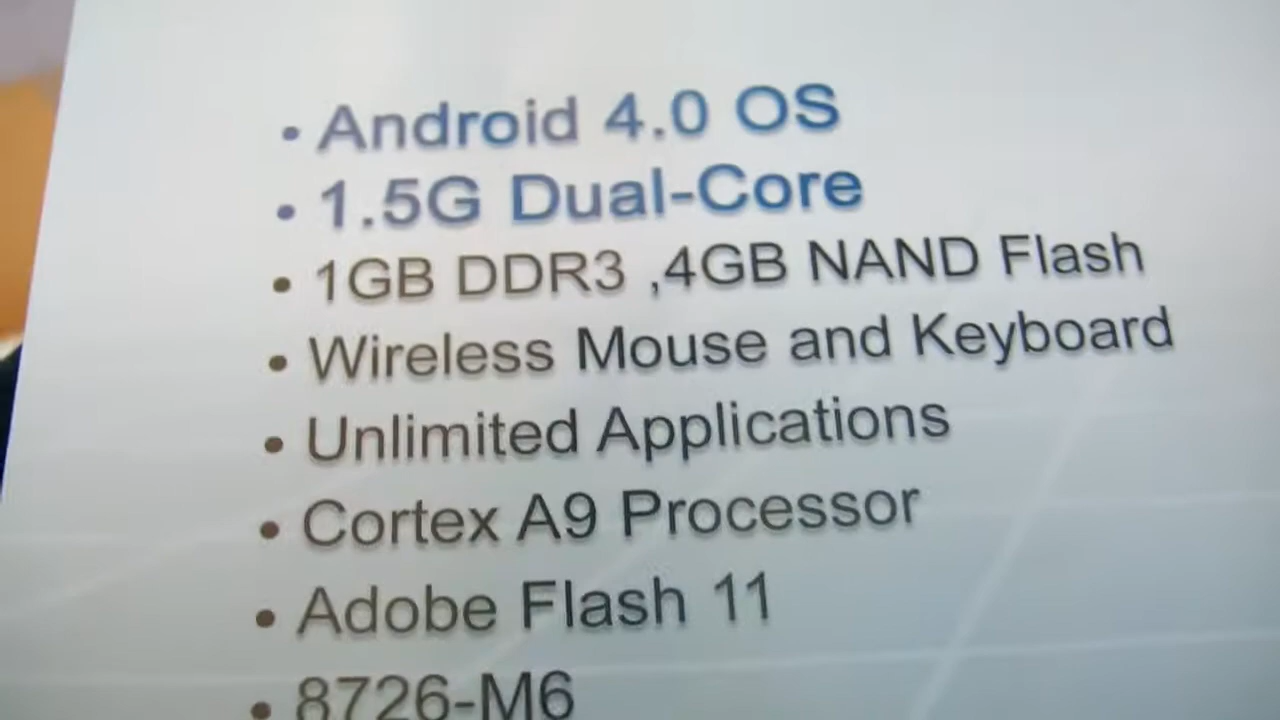 • Android 4.0 OS
• 1.5G Dual-Core
• 1GB DDR3 ,4GB NAND Flash
• Wireless Mouse and Keyboard
• Unlimited Applications
• Cortex A9 Processor
• Adobe Flash 11
• 8726-M6